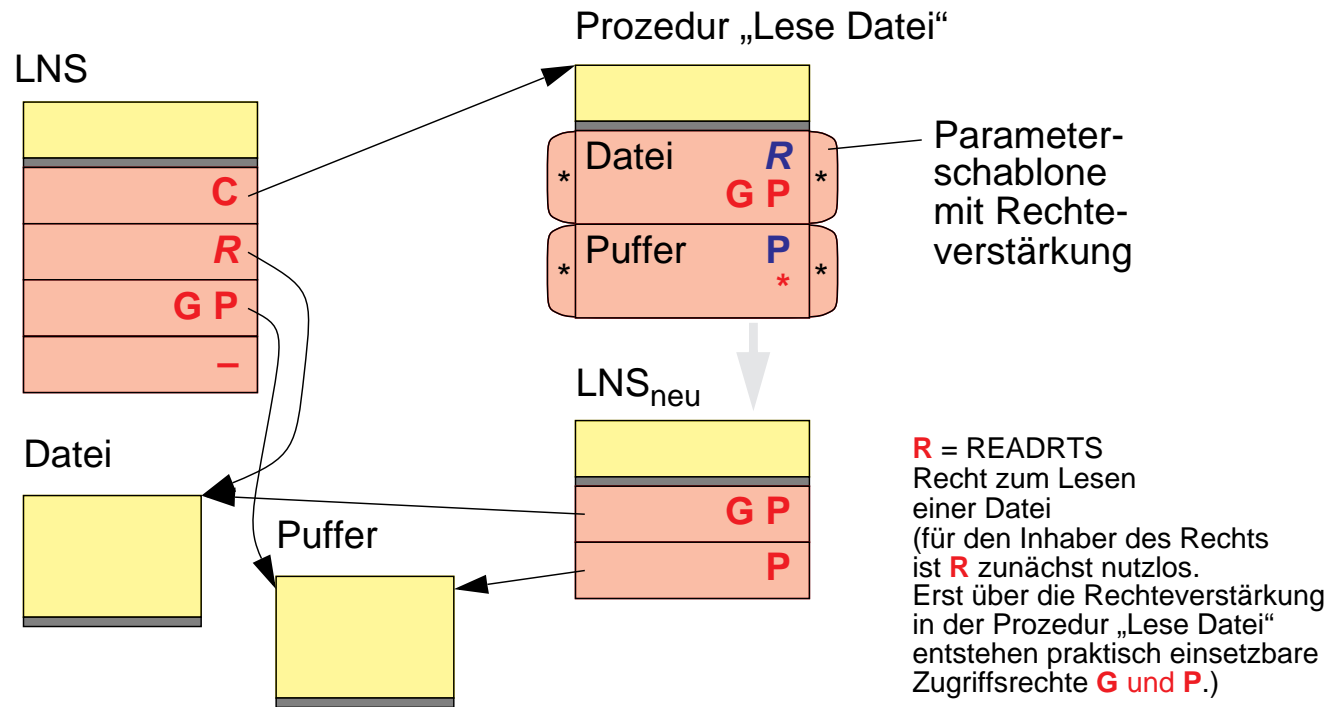 Prozedur „Lese Datei“
LNS
C
R
G P
–
Datei R
* G P *
Puffer P
* * *
Parameter-
schablone
mit Rechte-
verstärkung
LNSneu
G P
P
Datei
Puffer
R = READRTS
Recht zum Lesen
einer Datei
(für den Inhaber des Rechts
ist R zunächst nutzlos.
Erst über die Rechteverstärkung
in der Prozedur „Lese Datei“
entstehen praktisch einsetzbare
Zugriffsrechte G und P.)